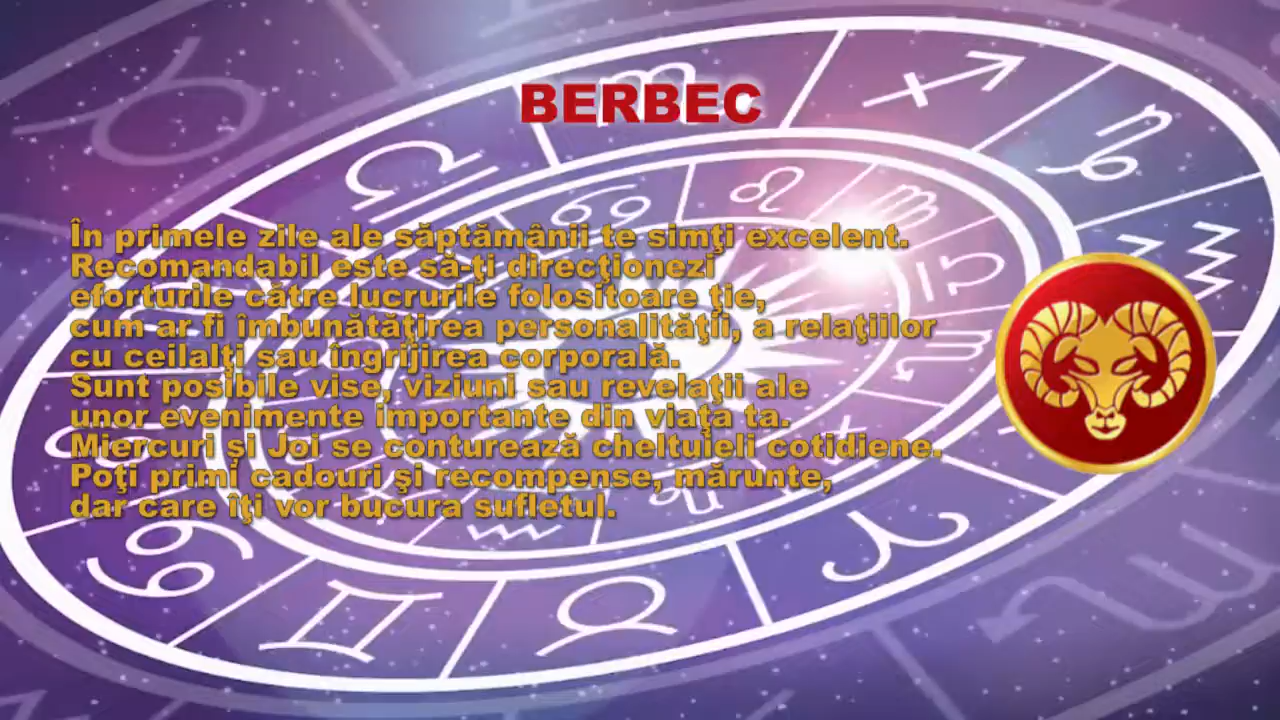 BERBEC
În primele zile ale săptămânii te simţi excelent.
Recomandabil este să-ţi direcţionezi
eforturile către lucrurile folositoare ţie,
cum ar fi îmbunătăţirea personalităţii, a relaţiilor
cu ceilalţi sau îngrijirea corporală.
Sunt posibile vise, viziuni sau revelaţii ale
unor evenimente importante din viaţa ta.
Miercuri şi Joi se conturează cheltuieli cotidiene.
Poţi primi cadouri şi recompense, mărunte,
dar care îţi vor bucura sufletul.